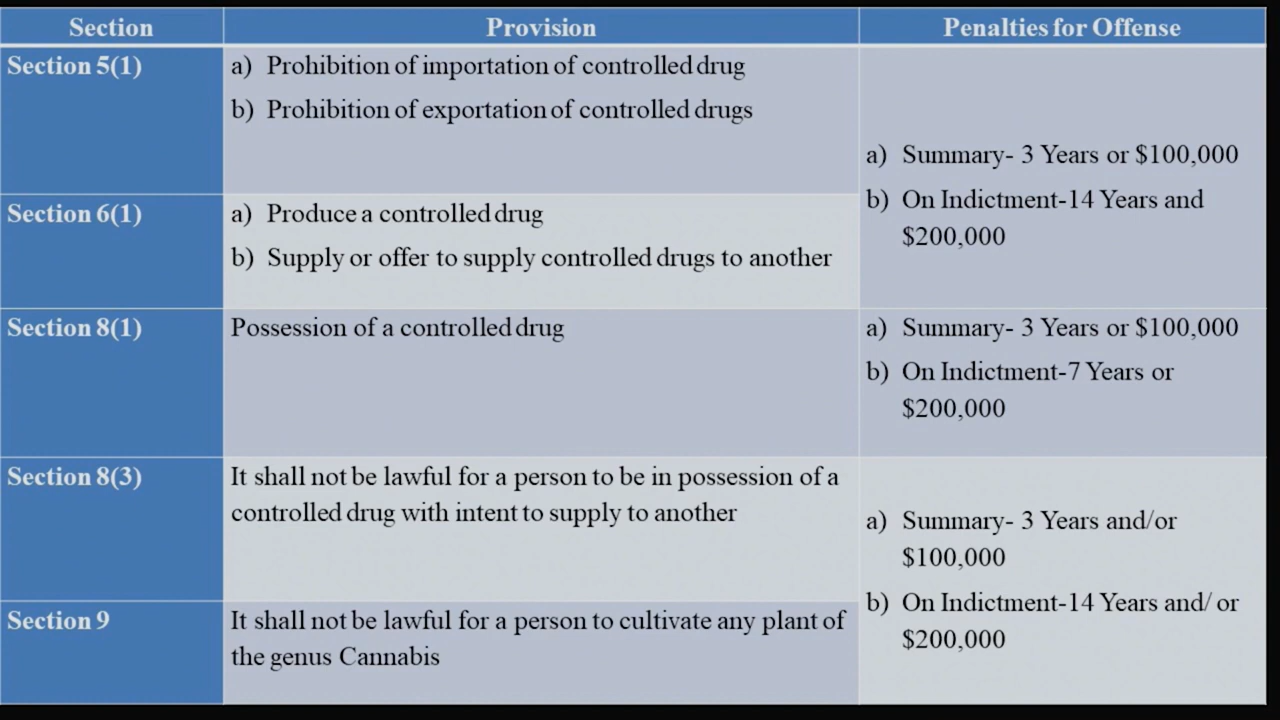 Section
Provision
Penalties for Offense
Section 5(1)
a) Prohibition of importation of controlled drug
b) Prohibition of exportation of controlled drugs
a) Summary- 3 Years or $100,000
b) On Indictment-14 Years and
$200,000
Section 6(1)
a) Produce a controlled drug
b) Supply or offer to supply controlled drugs to another
Section 8(1)
Possession of a controlled drug
a) Summary- 3 Years or $100,000
b) On Indictment-7 Years or
$200,000
Section 8(3)
It shall not be lawful for a person to be in possession of a
controlled drug with intent to supply to another
a) Summary- 3 Years and/or
$100,000
b) On Indictment-14 Years and/ or
$200,000
Section 9
It shall not be lawful for a person to cultivate any plant of
the genus Cannabis